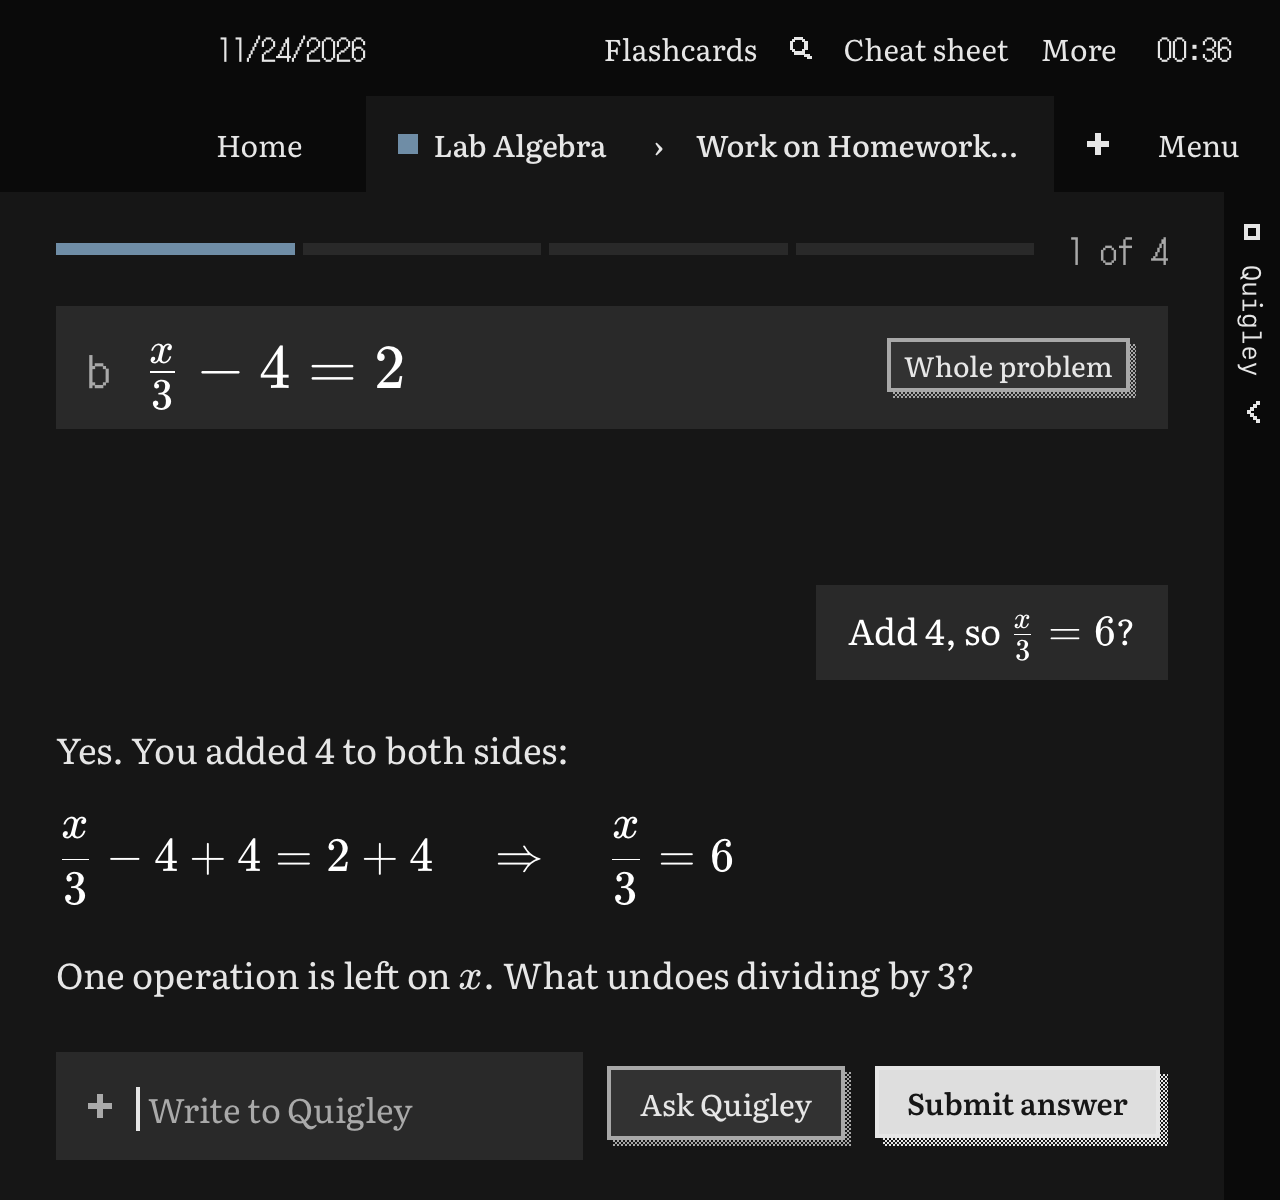 11/24/2026 Flashcards Cheat sheet More 00:36
Home Lab Algebra › Work on Homework... + Menu
1 of 4
Quigley
b x/3 − 4 = 2 Whole problem
Add 4, so x/3 = 6?
Yes. You added 4 to both sides:
x/3 − 4 + 4 = 2 + 4 ⇒ x/3 = 6
One operation is left on x. What undoes dividing by 3?
+ Write to Quigley Ask Quigley Submit answer